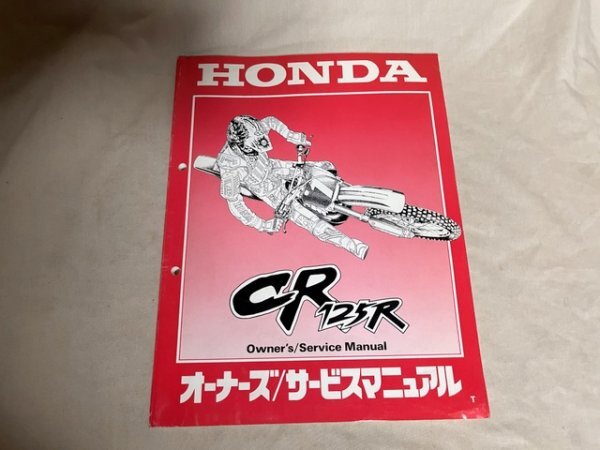 HONDA
1
CR 125R
Owner's/Service Manual
オーナーズ/サービスマニュアル
T